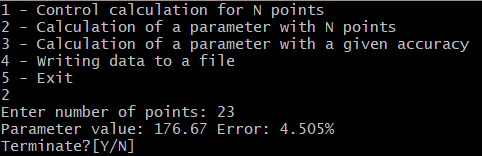 1 - Control calculation for N points
2 - Calculation of a parameter with N points
3 - Calculation of a parameter with a given accuracy
4 - Writing data to a file
5 - Exit
2
Enter number of points: 23
Parameter value: 176.67 Error: 4.505%
Terminate?[Y/N]